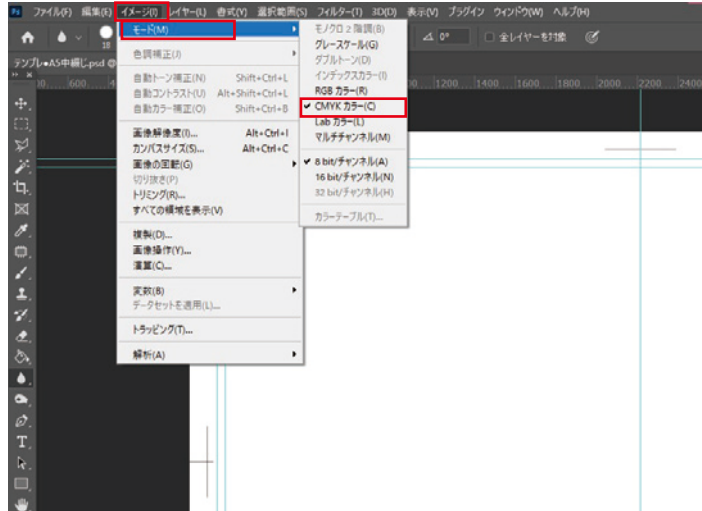 Ps ファイル(F) 編集(E) イメージ(I) レイヤー(L) 書式(Y) 選択範囲(S) フィルター(T) 3D(D) 表示(V) プラグイン ウィンドウ(W) ヘルプ(H)
18
0°
全レイヤーを対象
テンプレ●A5中綴じ.psd @
600
1200 1400 1600 1800 2000 2200 2400
モード(M)
色調補正(J)
自動トーン補正(N) Shift+Ctrl+L
自動コントラスト(U) Alt+Shift+Ctrl+L
自動カラー補正(O) Shift+Ctrl+B
画像解像度(I)... Alt+Ctrl+I
カンバスサイズ(S)... Alt+Ctrl+C
画像の回転(G)
切り抜き(P)
トリミング(R)...
すべての領域を表示(V)
複製(D)...
画像操作(Y)...
演算(C)...
変数(B)
データセットを適用(L)...
トラッピング(T)...
解析(A)
モノクロ 2 階調(B)
グレースケール(G)
ダブルトーン(D)
インデックスカラー(I)
RGB カラー(R)
✔ CMYK カラー(C)
Lab カラー(L)
マルチチャンネル(M)
✔ 8 bit/チャンネル(A)
16 bit/チャンネル(N)
32 bit/チャンネル(H)
カラーテーブル(T)...